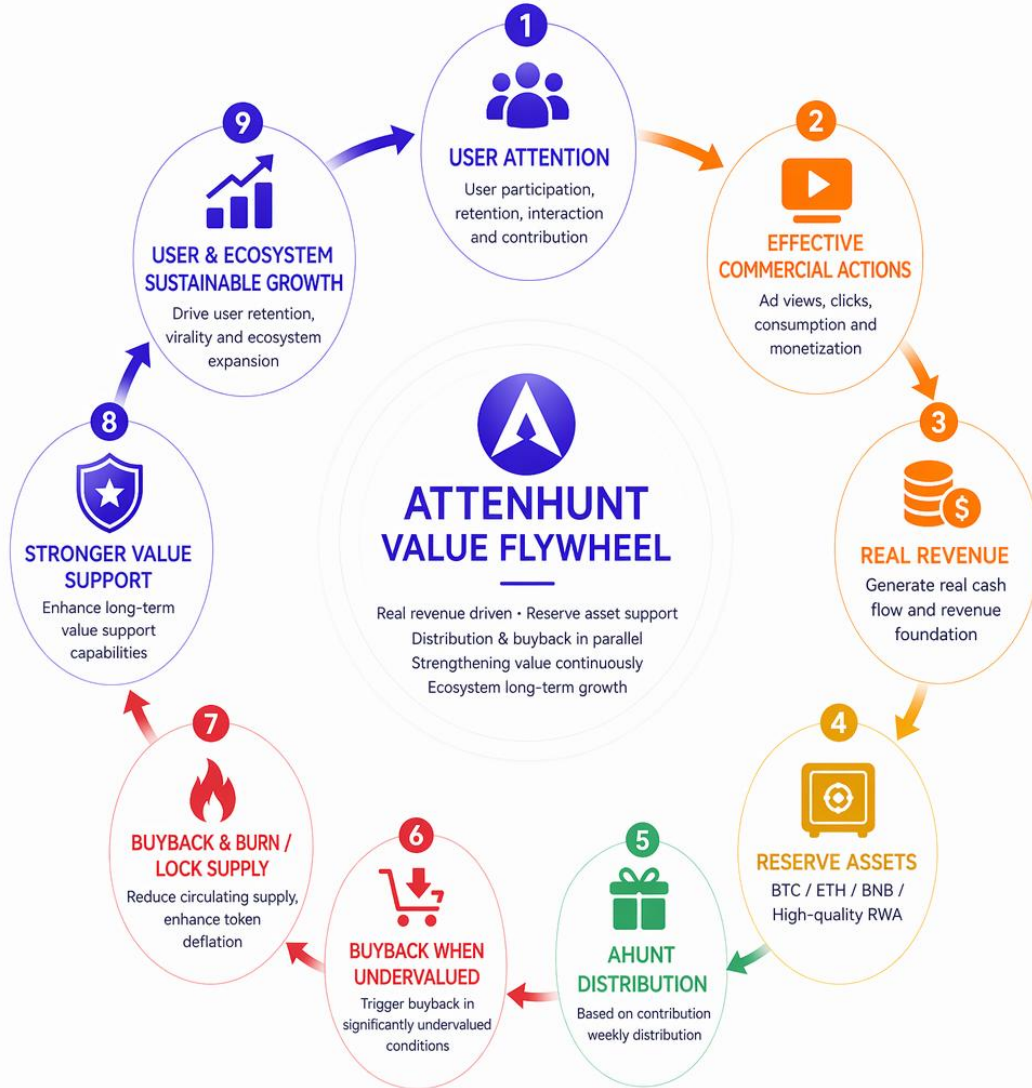 1
USER ATTENTION
User participation,
retention, interaction
and contribution
2
EFFECTIVE
COMMERCIAL ACTIONS
Ad views, clicks,
consumption and
monetization
3
REAL REVENUE
Generate real cash
flow and revenue
foundation
4
RESERVE ASSETS
BTC / ETH / BNB /
High-quality RWA
5
AHUNT
DISTRIBUTION
Based on contribution
weekly distribution
6
BUYBACK WHEN
UNDERVALUED
Trigger buyback in
significantly undervalued
conditions
7
BUYBACK & BURN /
LOCK SUPPLY
Reduce circulating supply,
enhance token
deflation
8
STRONGER VALUE
SUPPORT
Enhance long-term
value support
capabilities
9
USER & ECOSYSTEM
SUSTAINABLE GROWTH
Drive user retention,
virality and ecosystem
expansion
ATTENHUNT
VALUE FLYWHEEL
Real revenue driven • Reserve asset support
Distribution & buyback in parallel
Strengthening value continuously
Ecosystem long-term growth
$